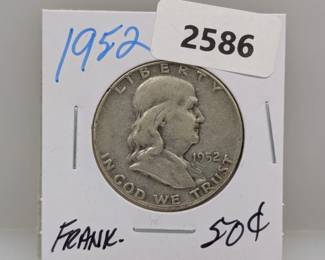 1952
2586
LIBERTY
1952
IN GOD WE TRUST
FRANK.
50¢